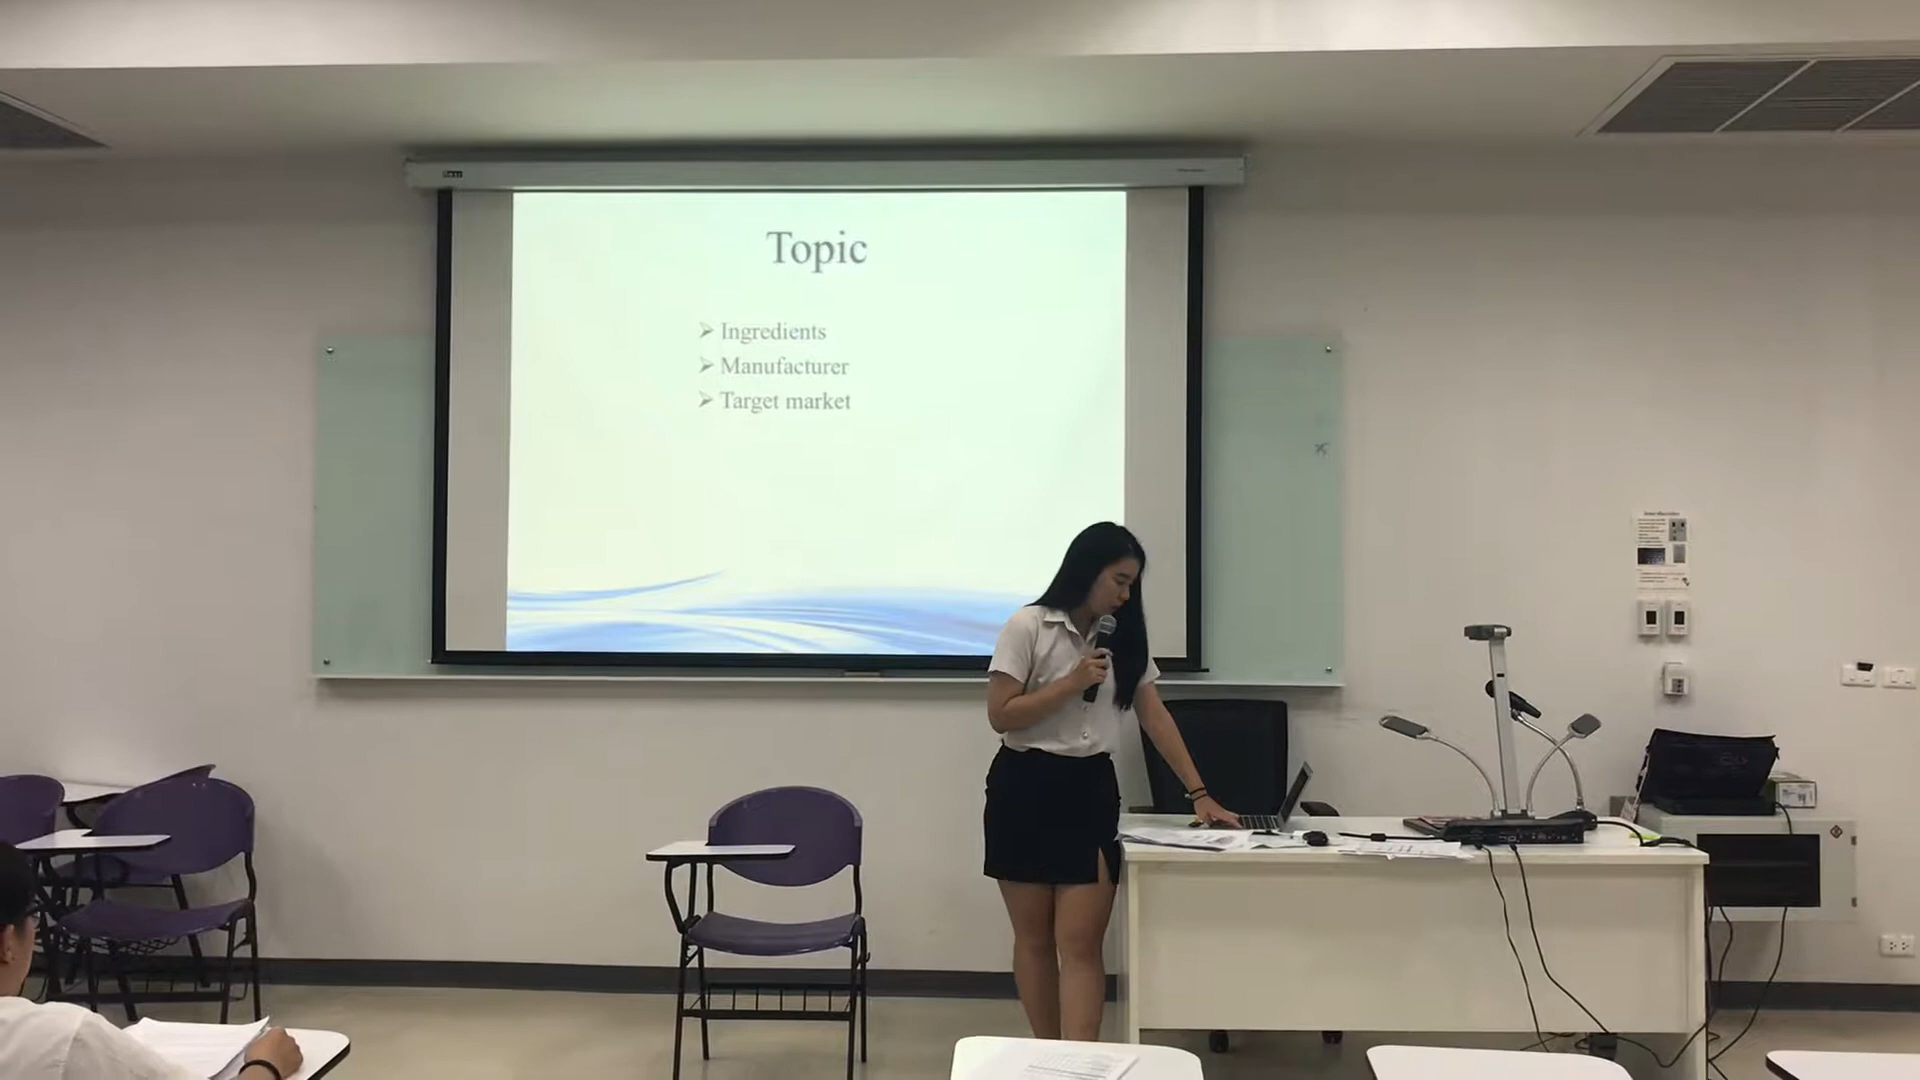 Topic
➢ Ingredients
➢ Manufacturer
➢ Target market